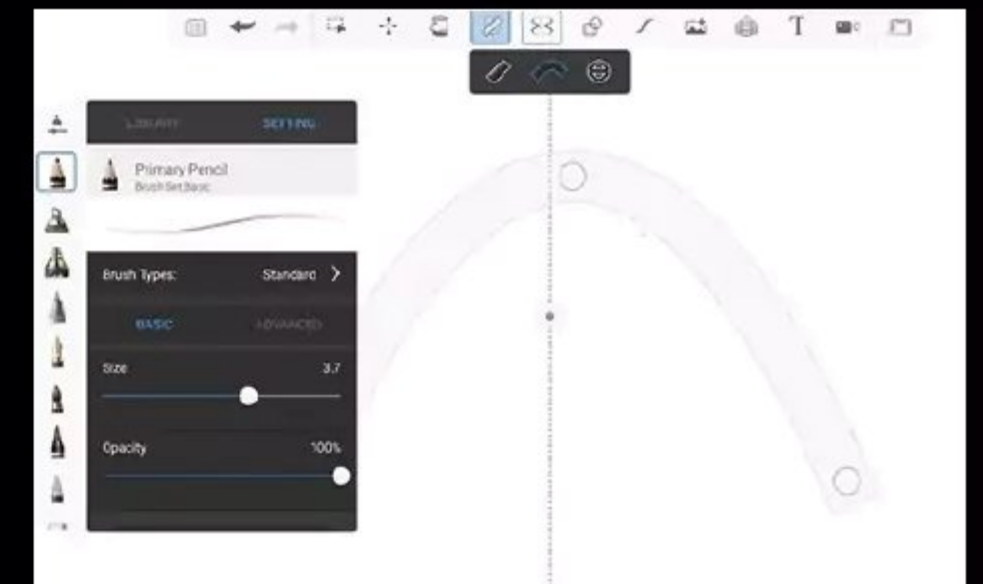 T
LIBRARY SETTING
Primary Pencil
Brush Set:Basic
Brush Types: Standard
BASIC ADVANCED
Size 3.7
Opacity 100%